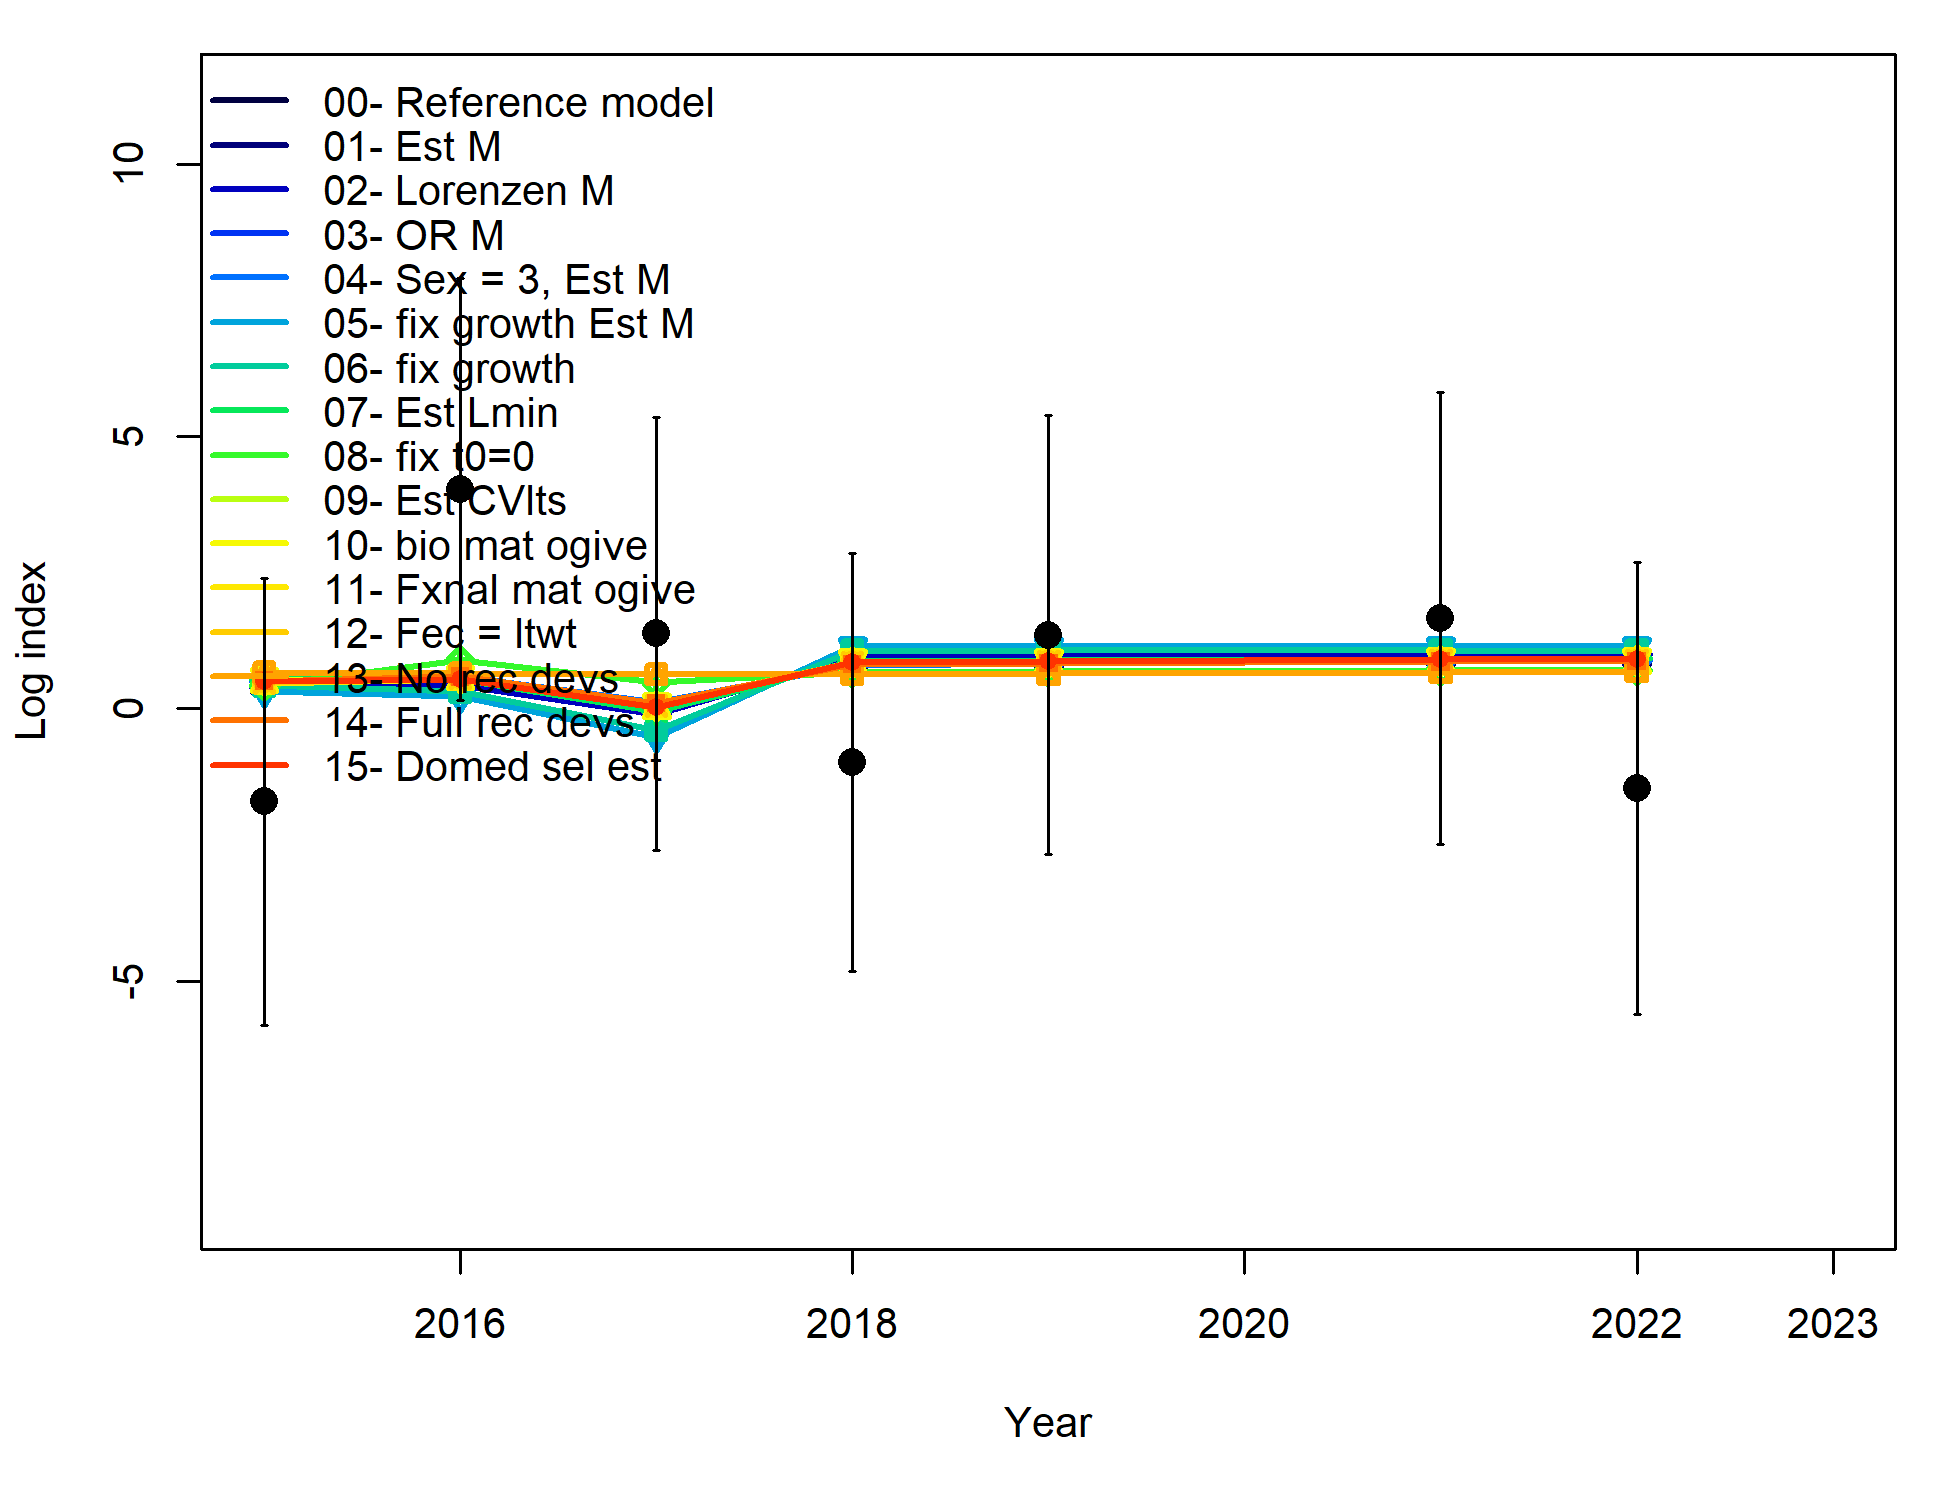 00- Reference model
01- Est M
02- Lorenzen M
03- OR M
04- Sex = 3, Est M
05- fix growth Est M
06- fix growth
07- Est Lmin
08- fix t0=0
09- Est CVlts
10- bio mat ogive
11- Fxnal mat ogive
12- Fec = ltwt
13- No rec devs
14- Full rec devs
15- Domed sel est
10
5
0
-5
Log index
2016 2018 2020 2022 2023
Year